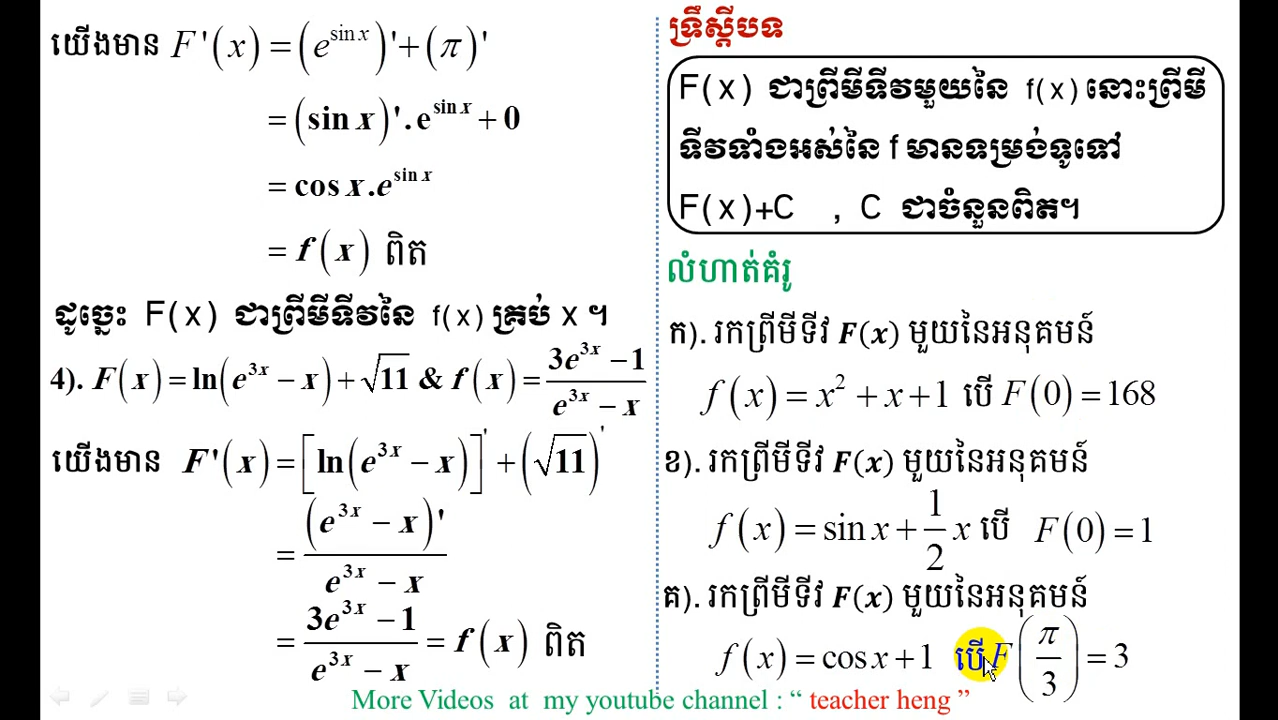 យើងមាន F'(x) = (e^{sin x})' + (π)'
= (sin x)'.e^{sin x} + 0
= cos x.e^{sin x}
= f(x) ពិត
ដូច្នេះ F(x) ជាព្រីមីទីវនៃ f(x) គ្រប់ x ។
4). F(x) = ln(e^{3x} − x) + √11 & f(x) = \frac{3e^{3x} − 1}{e^{3x} − x}
យើងមាន F'(x) = [ln(e^{3x} − x)]' + (√11)'
= \frac{(e^{3x} − x)'}{e^{3x} − x}
= \frac{3e^{3x} − 1}{e^{3x} − x} = f(x) ពិត
ទ្រឹស្តីបទ
F(x) ជាព្រីមីទីវមួយនៃ f(x) នោះព្រីមី
ទីវទាំងអស់នៃ f មានទម្រង់ទូទៅ
F(x)+C , C ជាចំនួនពិត។
លំហាត់គំរូ
ក). រកព្រីមីទីវ F(x) មួយនៃអនុគមន៍
f(x) = x² + x + 1 បើ F(0) = 168
ខ). រកព្រីមីទីវ F(x) មួយនៃអនុគមន៍
f(x) = sin x + \frac{1}{2} x បើ F(0) = 1
គ). រកព្រីមីទីវ F(x) មួយនៃអនុគមន៍
f(x) = cos x + 1 បើ F(\frac{π}{3}) = 3
More Videos at my youtube channel : “ teacher heng ”